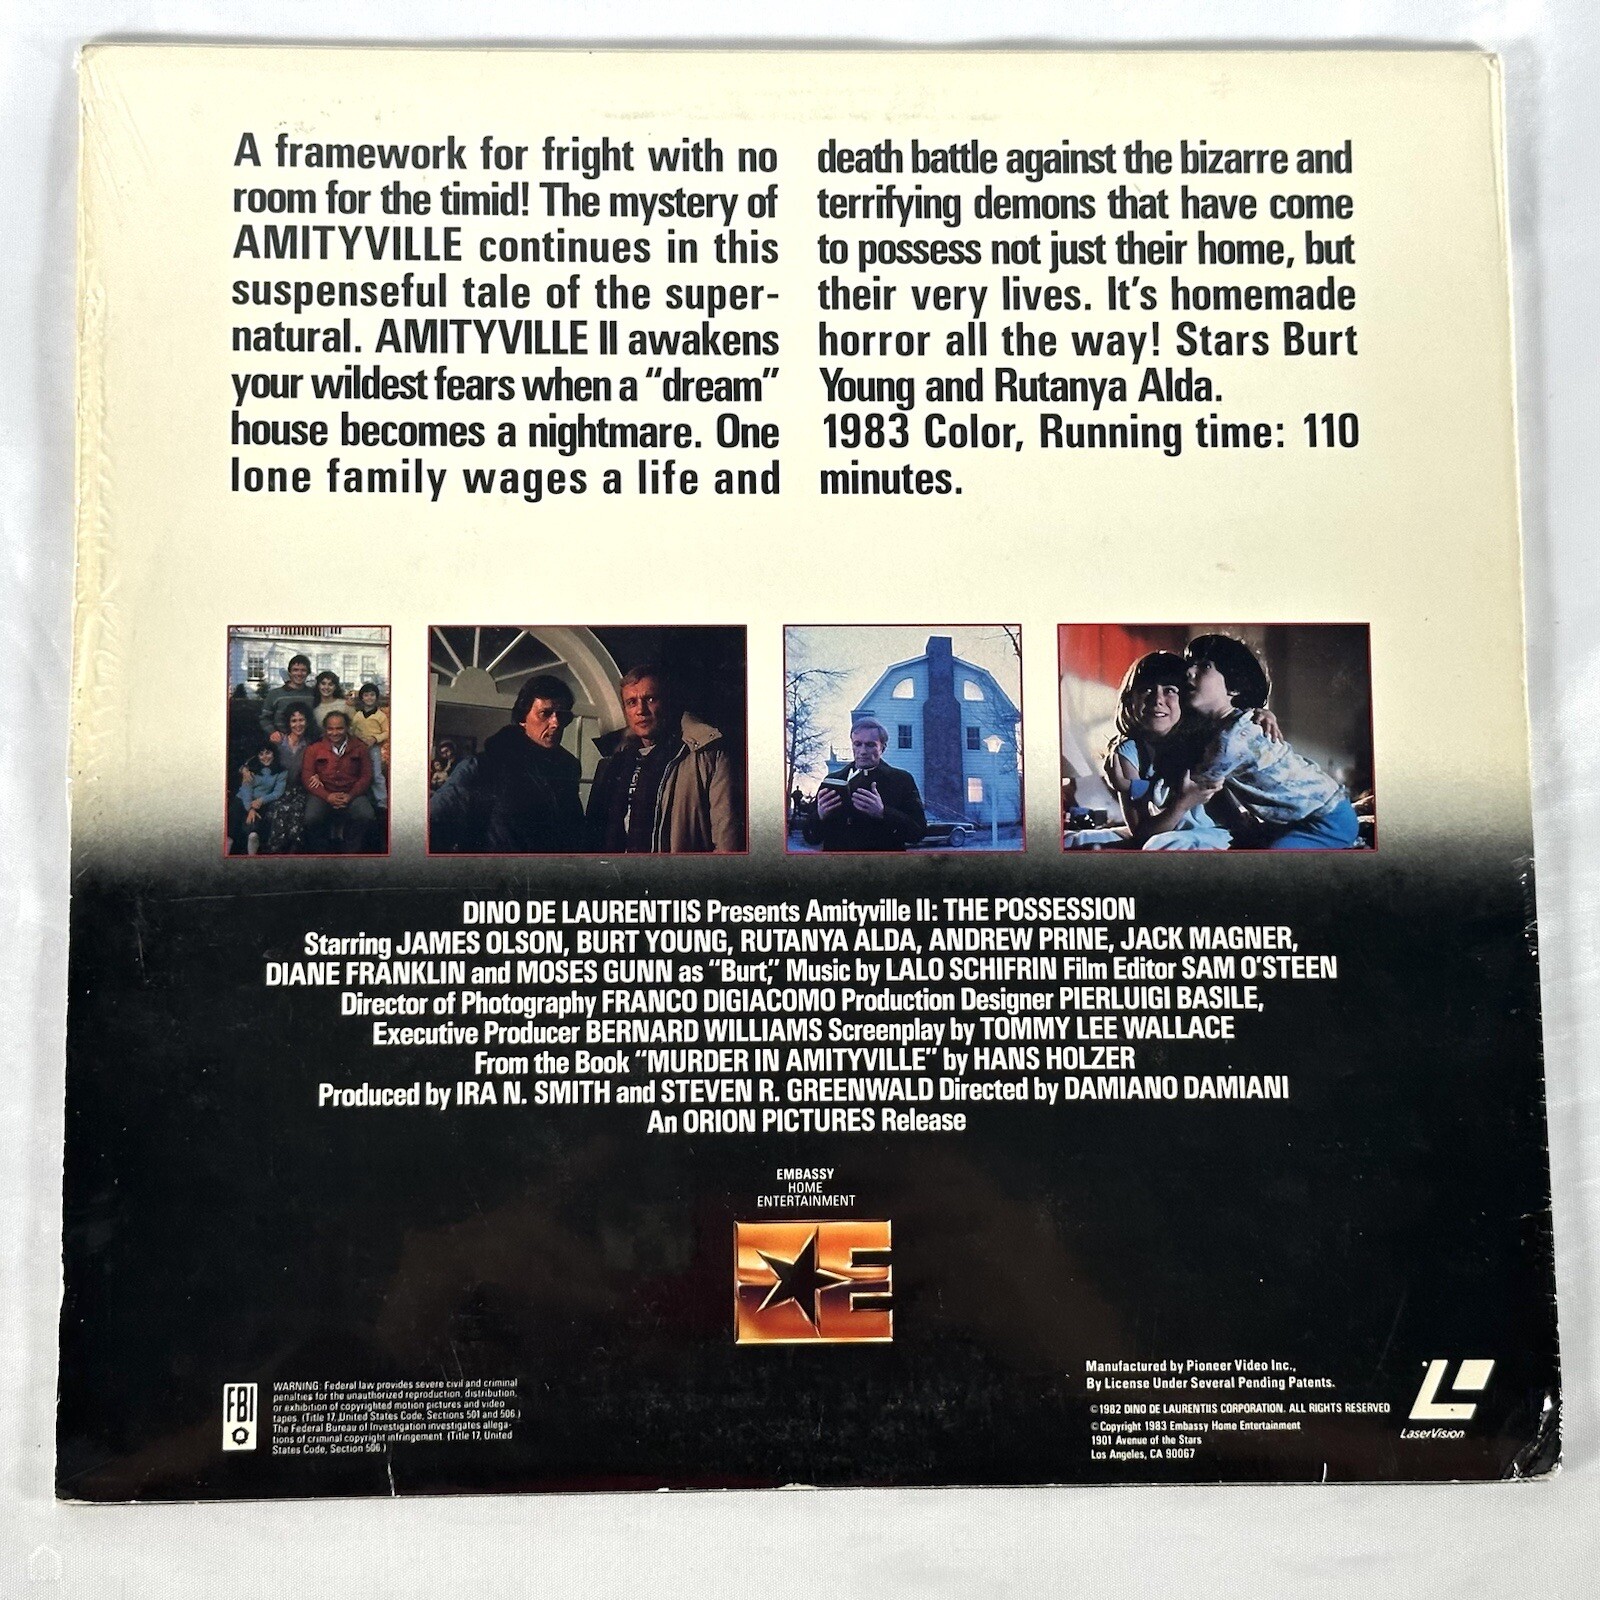 A framework for fright with no
room for the timid! The mystery of
AMITYVILLE continues in this
suspenseful tale of the super-
natural. AMITYVILLE II awakens
your wildest fears when a “dream”
house becomes a nightmare. One
lone family wages a life and
death battle against the bizarre and
terrifying demons that have come
to possess not just their home, but
their very lives. It’s homemade
horror all the way! Stars Burt
Young and Rutanya Alda.
1983 Color, Running time: 110
minutes.
DINO DE LAURENTIIS Presents Amityville II: THE POSSESSION
Starring JAMES OLSON, BURT YOUNG, RUTANYA ALDA, ANDREW PRINE, JACK MAGNER,
DIANE FRANKLIN and MOSES GUNN as “Burt,” Music by LALO SCHIFRIN Film Editor SAM O’STEEN
Director of Photography FRANCO DIGIACOMO Production Designer PIERLUIGI BASILE,
Executive Producer BERNARD WILLIAMS Screenplay by TOMMY LEE WALLACE
From the Book “MURDER IN AMITYVILLE” by HANS HOLZER
Produced by IRA N. SMITH and STEVEN R. GREENWALD Directed by DAMIANO DAMIANI
An ORION PICTURES Release
EMBASSY
HOME
ENTERTAINMENT
E
FBI
WARNING: Federal law provides severe civil and criminal
penalties for the unauthorized reproduction, distribution,
or exhibition of copyrighted motion pictures and video
tapes. (Title 17, United States Code, Sections 501 and 506.)
The Federal Bureau of Investigation investigates allega-
tions of criminal copyright infringement. (Title 17, United
States Code, Section 506.)
Manufactured by Pioneer Video Inc.,
By License Under Several Pending Patents.
©1982 DINO DE LAURENTIIS CORPORATION. ALL RIGHTS RESERVED
©Copyright 1983 Embassy Home Entertainment
1901 Avenue of the Stars
Los Angeles, CA 90067
LaserVision